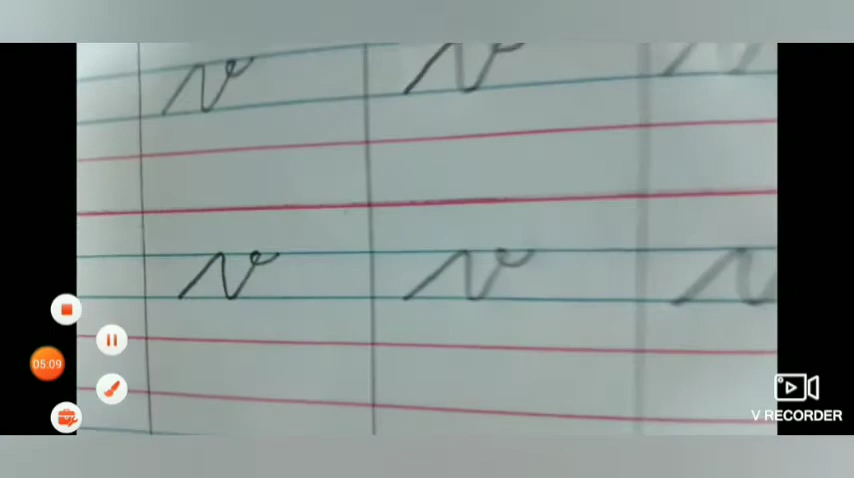 v v
v v v
05:09
V RECORDER